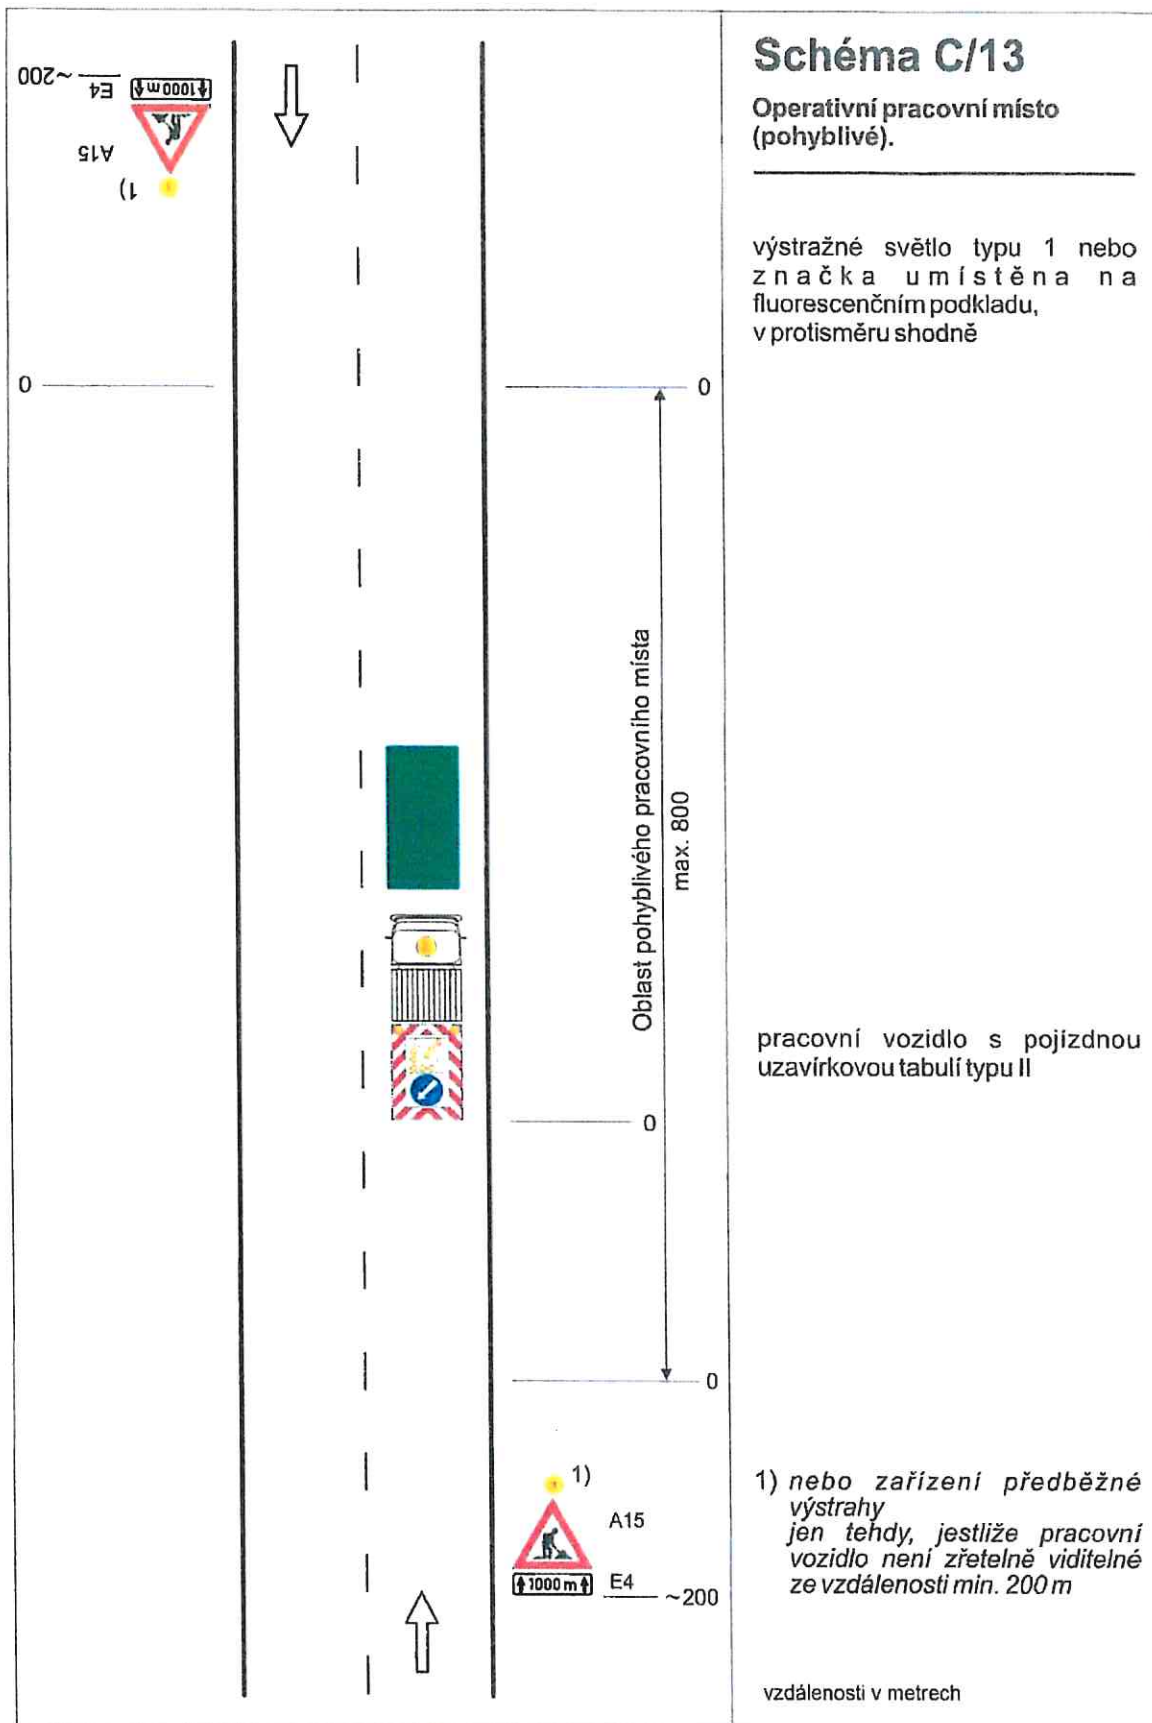 Schéma C/13
Operativní pracovní místo
(pohyblivé).
výstražné světlo typu 1 nebo
značka umístěna na
fluorescenčním podkladu,
v protisměru shodně
~200
E4
↑1000 m↑
A15
1)
0
0
Oblast pohyblivého pracovního místa
max. 800
pracovní vozidlo s pojízdnou
uzavírkovou tabulí typu II
0
0
1)
A15
↑1000 m↑
E4
~200
1) nebo zařízení předběžné
výstrahy
jen tehdy, jestliže pracovní
vozidlo není zřetelně viditelné
ze vzdálenosti min. 200 m
vzdálenosti v metrech